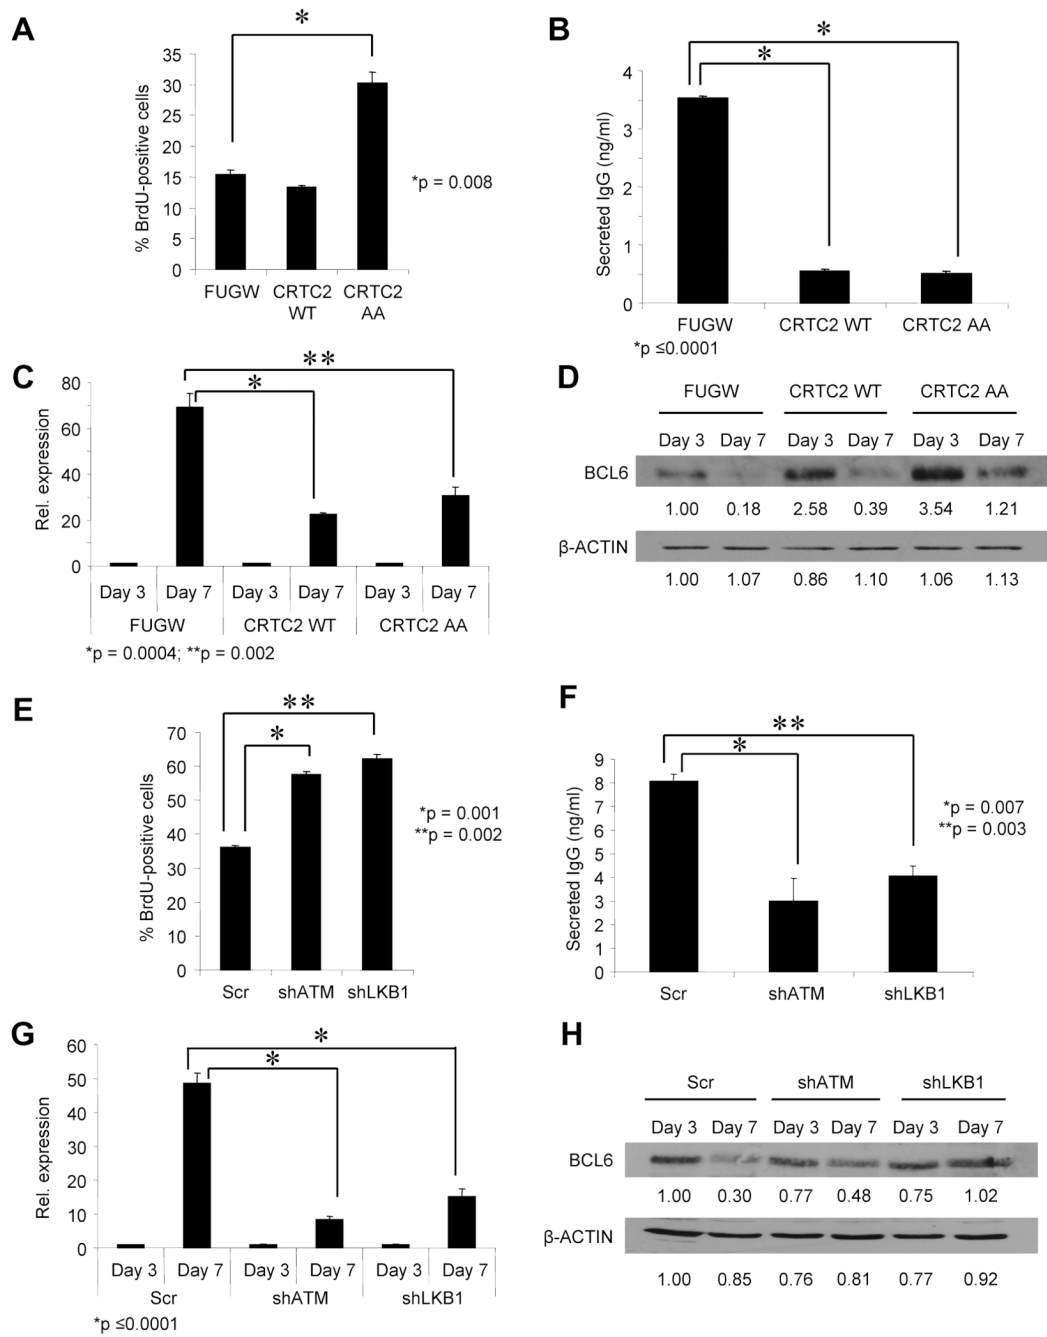 A
*
% BrdU-positive cells
35
30
25
20
15
10
5
0
FUGW CRTC2 CRTC2
WT AA
*p = 0.008
B
*
*
Secreted IgG (ng/ml)
4
3
2
1
0
FUGW CRTC2 WT CRTC2 AA
*p ≤0.0001
C
**
*
Rel. expression
80
60
40
20
0
Day 3 Day 7 Day 3 Day 7 Day 3 Day 7
FUGW CRTC2 WT CRTC2 AA
*p = 0.0004; **p = 0.002
D
FUGW CRTC2 WT CRTC2 AA
Day 3 Day 7 Day 3 Day 7 Day 3 Day 7
BCL6
1.00 0.18 2.58 0.39 3.54 1.21
β-ACTIN
1.00 1.07 0.86 1.10 1.06 1.13
E
**
*
% BrdU-positive cells
70
60
50
40
30
20
10
0
Scr shATM shLKB1
*p = 0.001
**p = 0.002
F
**
*
Secreted IgG (ng/ml)
9
8
7
6
5
4
3
2
1
0
Scr shATM shLKB1
*p = 0.007
**p = 0.003
G
*
*
Rel. expression
60
50
40
30
20
10
0
Day 3 Day 7 Day 3 Day 7 Day 3 Day 7
Scr shATM shLKB1
*p ≤0.0001
H
Scr shATM shLKB1
Day 3 Day 7 Day 3 Day 7 Day 3 Day 7
BCL6
1.00 0.30 0.77 0.48 0.75 1.02
β-ACTIN
1.00 0.85 0.76 0.81 0.77 0.92